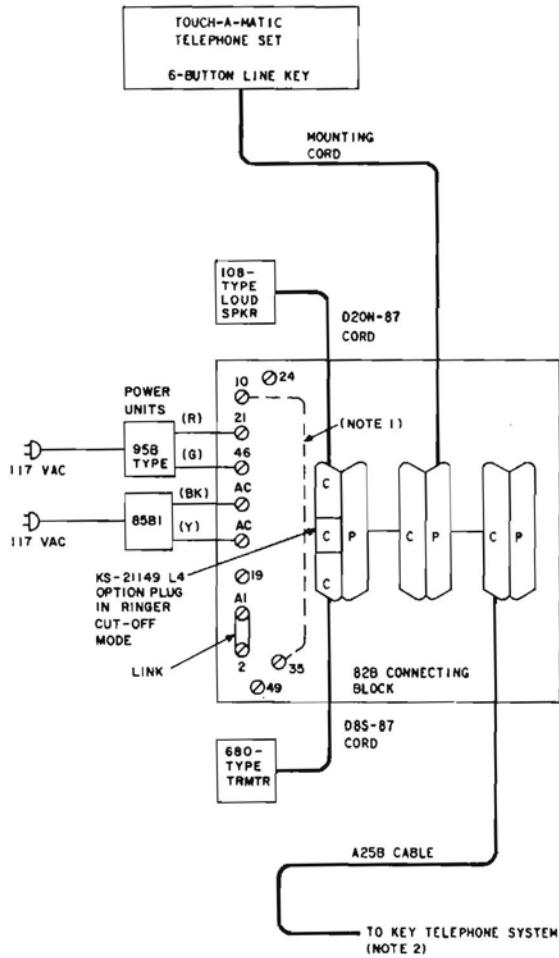 TOUCH-A-MATIC
TELEPHONE SET
6-BUTTON LINE KEY
MOUNTING
CORD
108-
TYPE
LOUD
SPKR
D20N-87
CORD
10
24
POWER
UNITS
(R)
21
(NOTE 1)
95B
TYPE
(G)
46
117 VAC
(BK)
AC
C
85B1
(Y)
AC
C
P
C
P
C
P
117 VAC
KS-21149 L4
OPTION PLUG
IN RINGER
CUT-OFF
MODE
19
C
A1
LINK
2
35
49
82B CONNECTING
BLOCK
680-
TYPE
TRMTR
D8S-87
CORD
A25B CABLE
TO KEY TELEPHONE SYSTEM
(NOTE 2)